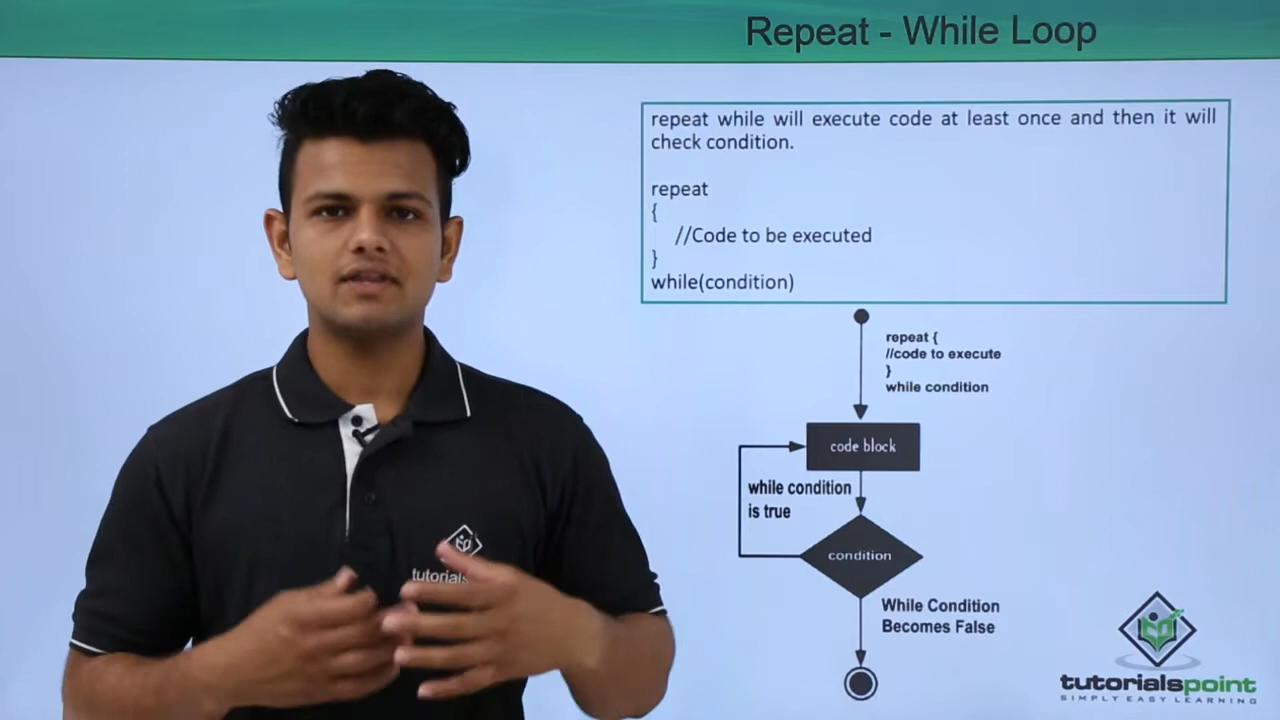 Repeat - While Loop
repeat while will execute code at least once and then it will
check condition.
repeat
{
//Code to be executed
}
while(condition)
repeat {
//code to execute
}
while condition
code block
while condition
is true
condition
While Condition
Becomes False
tutorialspoint
SIMPLY EASY LEARNING